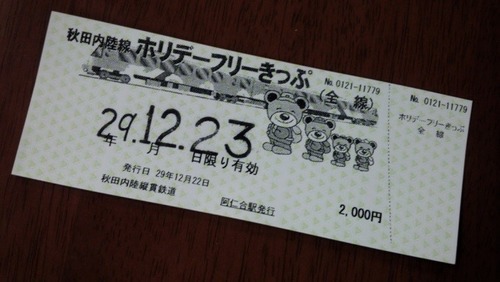 秋田内陸線 ホリデーフリーきっぷ
(全線)
№ 0121-11779
29.12.23
年 月 日限り有効
発行日 29年12月22日
秋田内陸縦貫鉄道
阿仁合駅発行
2,000円
№ 0121-11779
ホリデーフリーきっぷ
全線